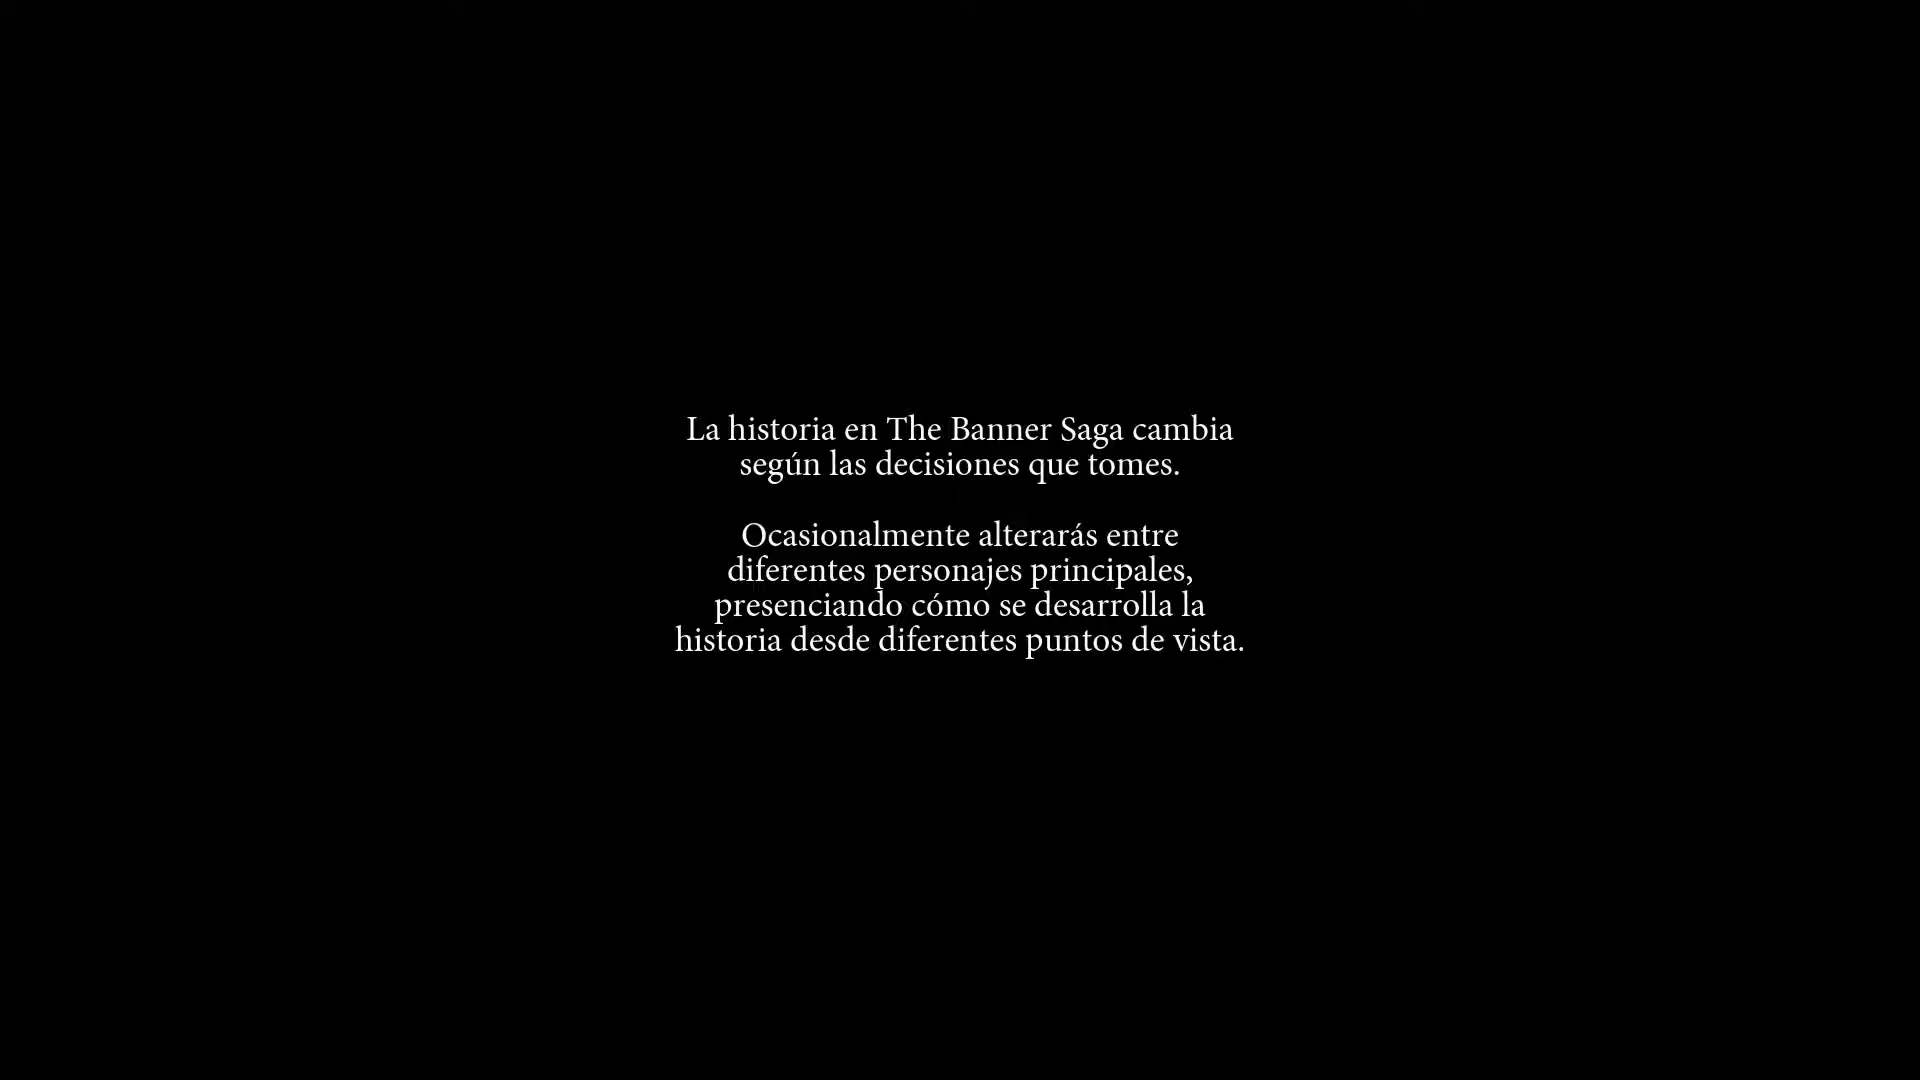 La historia en The Banner Saga cambia
según las decisiones que tomes.
Ocasionalmente alterarás entre
diferentes personajes principales,
presenciando cómo se desarrolla la
historia desde diferentes puntos de vista.